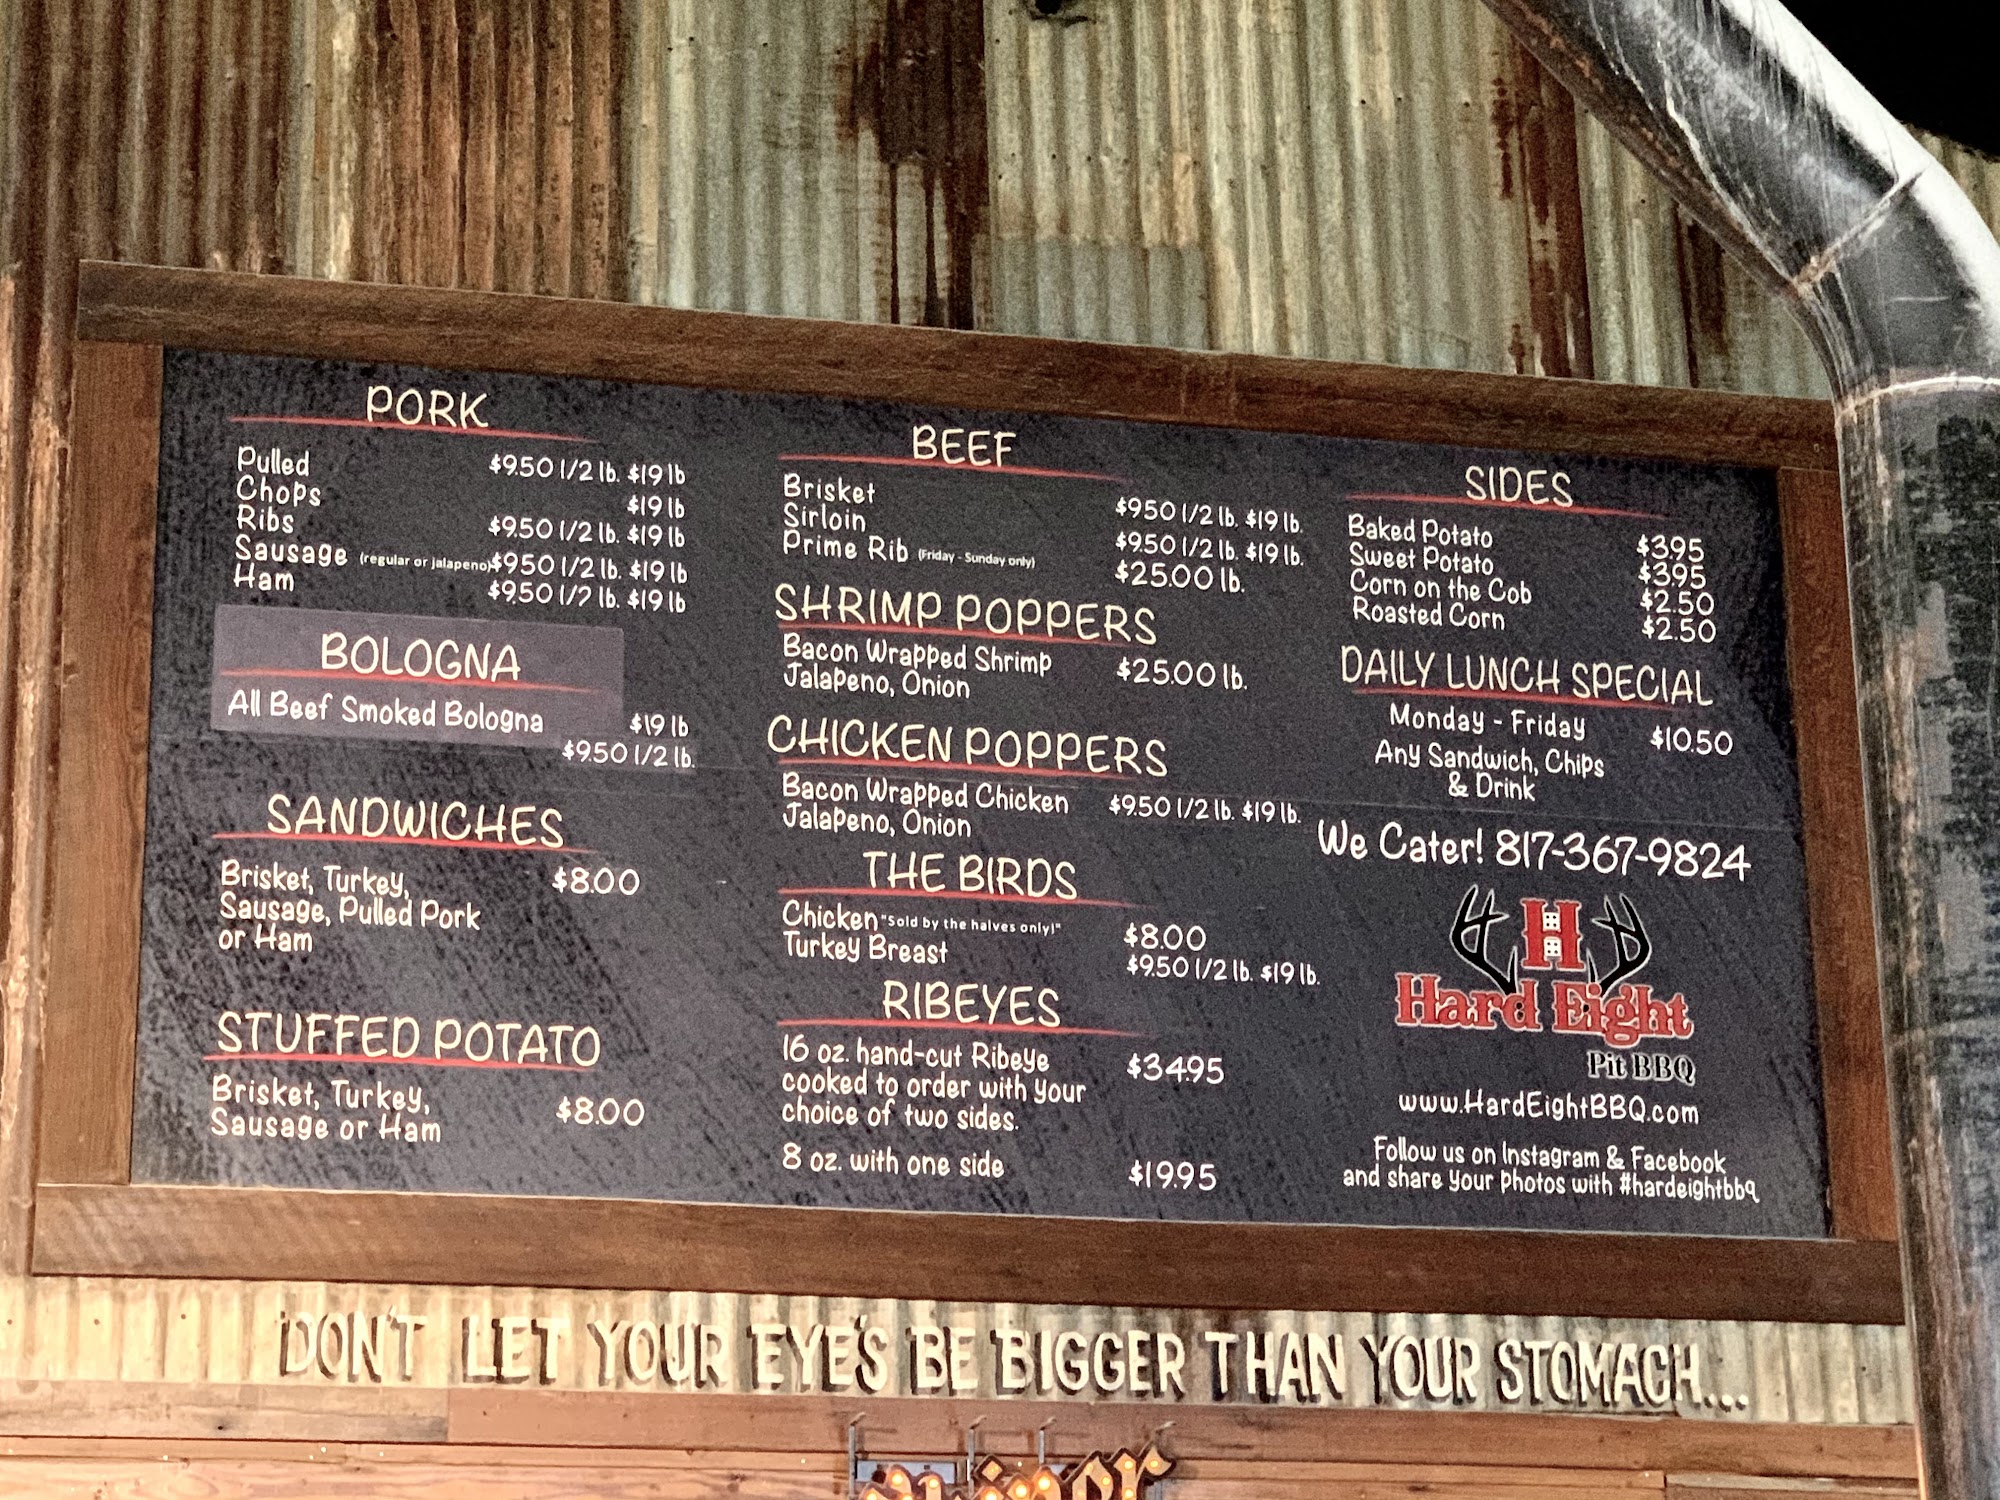 PORK
Pulled $9.50 1/2 lb. $19 lb
Chops $19 lb
Ribs $9.50 1/2 lb. $19 lb
Sausage (regular or jalapeno) $9.50 1/2 lb. $19 lb
Ham $9.50 1/2 lb. $19 lb
BOLOGNA
All Beef Smoked Bologna $19 lb
$9.50 1/2 lb.
SANDWICHES
Brisket, Turkey, $8.00
Sausage, Pulled Pork
or Ham
STUFFED POTATO
Brisket, Turkey, $8.00
Sausage or Ham
BEEF
Brisket $9.50 1/2 lb. $19 lb.
Sirloin $9.50 1/2 lb. $19 lb.
Prime Rib (Friday - Sunday only) $25.00 lb.
SHRIMP POPPERS
Bacon Wrapped Shrimp $25.00 lb.
Jalapeno, Onion
CHICKEN POPPERS
Bacon Wrapped Chicken $9.50 1/2 lb. $19 lb.
Jalapeno, Onion
THE BIRDS
Chicken "Sold by the halves only!" $8.00
Turkey Breast $9.50 1/2 lb. $19 lb.
RIBEYES
16 oz. hand-cut Ribeye $34.95
cooked to order with your
choice of two sides.
8 oz. with one side $19.95
SIDES
Baked Potato $3.95
Sweet Potato $3.95
Corn on the Cob $2.50
Roasted Corn $2.50
DAILY LUNCH SPECIAL
Monday - Friday $10.50
Any Sandwich, Chips
& Drink
We Cater! 817-367-9824
H
Hard Eight
Pit BBQ
www.HardEightBBQ.com
Follow us on Instagram & Facebook
and share your photos with #hardeightbbq
DON'T LET YOUR EYE'S BE BIGGER THAN YOUR STOMACH....